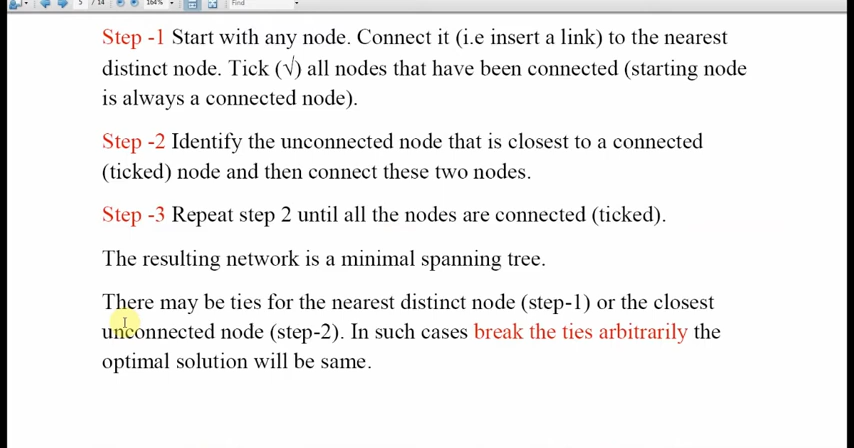 5 / 14 164% Find
Step -1 Start with any node. Connect it (i.e insert a link) to the nearest
distinct node. Tick (√) all nodes that have been connected (starting node
is always a connected node).
Step -2 Identify the unconnected node that is closest to a connected
(ticked) node and then connect these two nodes.
Step -3 Repeat step 2 until all the nodes are connected (ticked).
The resulting network is a minimal spanning tree.
There may be ties for the nearest distinct node (step-1) or the closest
unconnected node (step-2). In such cases break the ties arbitrarily the
optimal solution will be same.